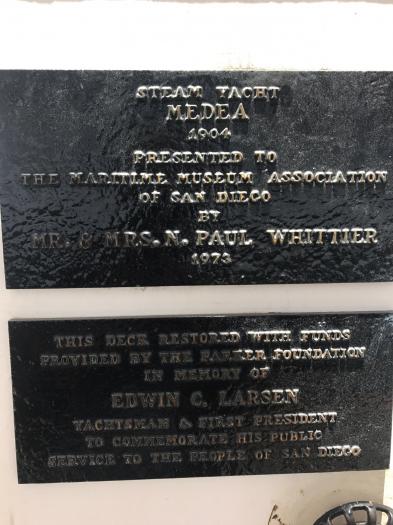 STEAM YACHT
MEDEA
1904
PRESENTED TO
THE MARITIME MUSEUM ASSOCIATION
OF SAN DIEGO
BY
MR. & MRS. N. PAUL WHITTIER
1973
THIS DECK RESTORED WITH FUNDS
PROVIDED BY THE PARKER FOUNDATION
IN MEMORY OF
EDWIN C. LARSEN
YACHTSMAN & FIRST PRESIDENT
TO COMMEMORATE HIS PUBLIC
SERVICE TO THE PEOPLE OF SAN DIEGO